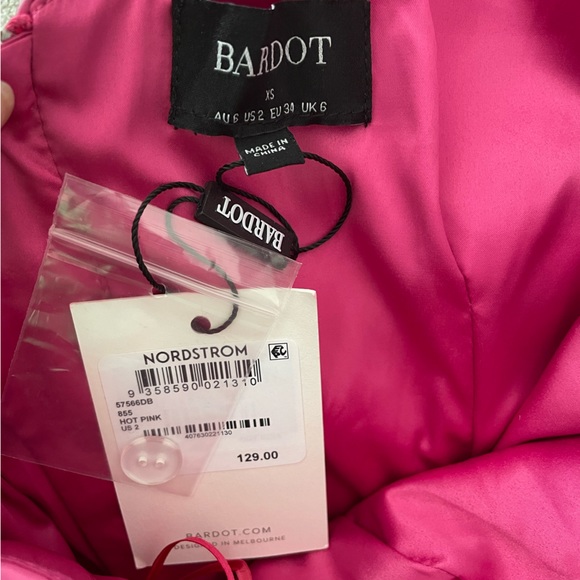 BARDOT
XS
AU 6 US 2 EU 34 UK 6
MADE IN
CHINA
BARDOT
NORDSTROM
9 358590 021310
57566DB
855
HOT PINK
US 2
407630221130
129.00
BARDOT.COM
DESIGNED IN MELBOURNE